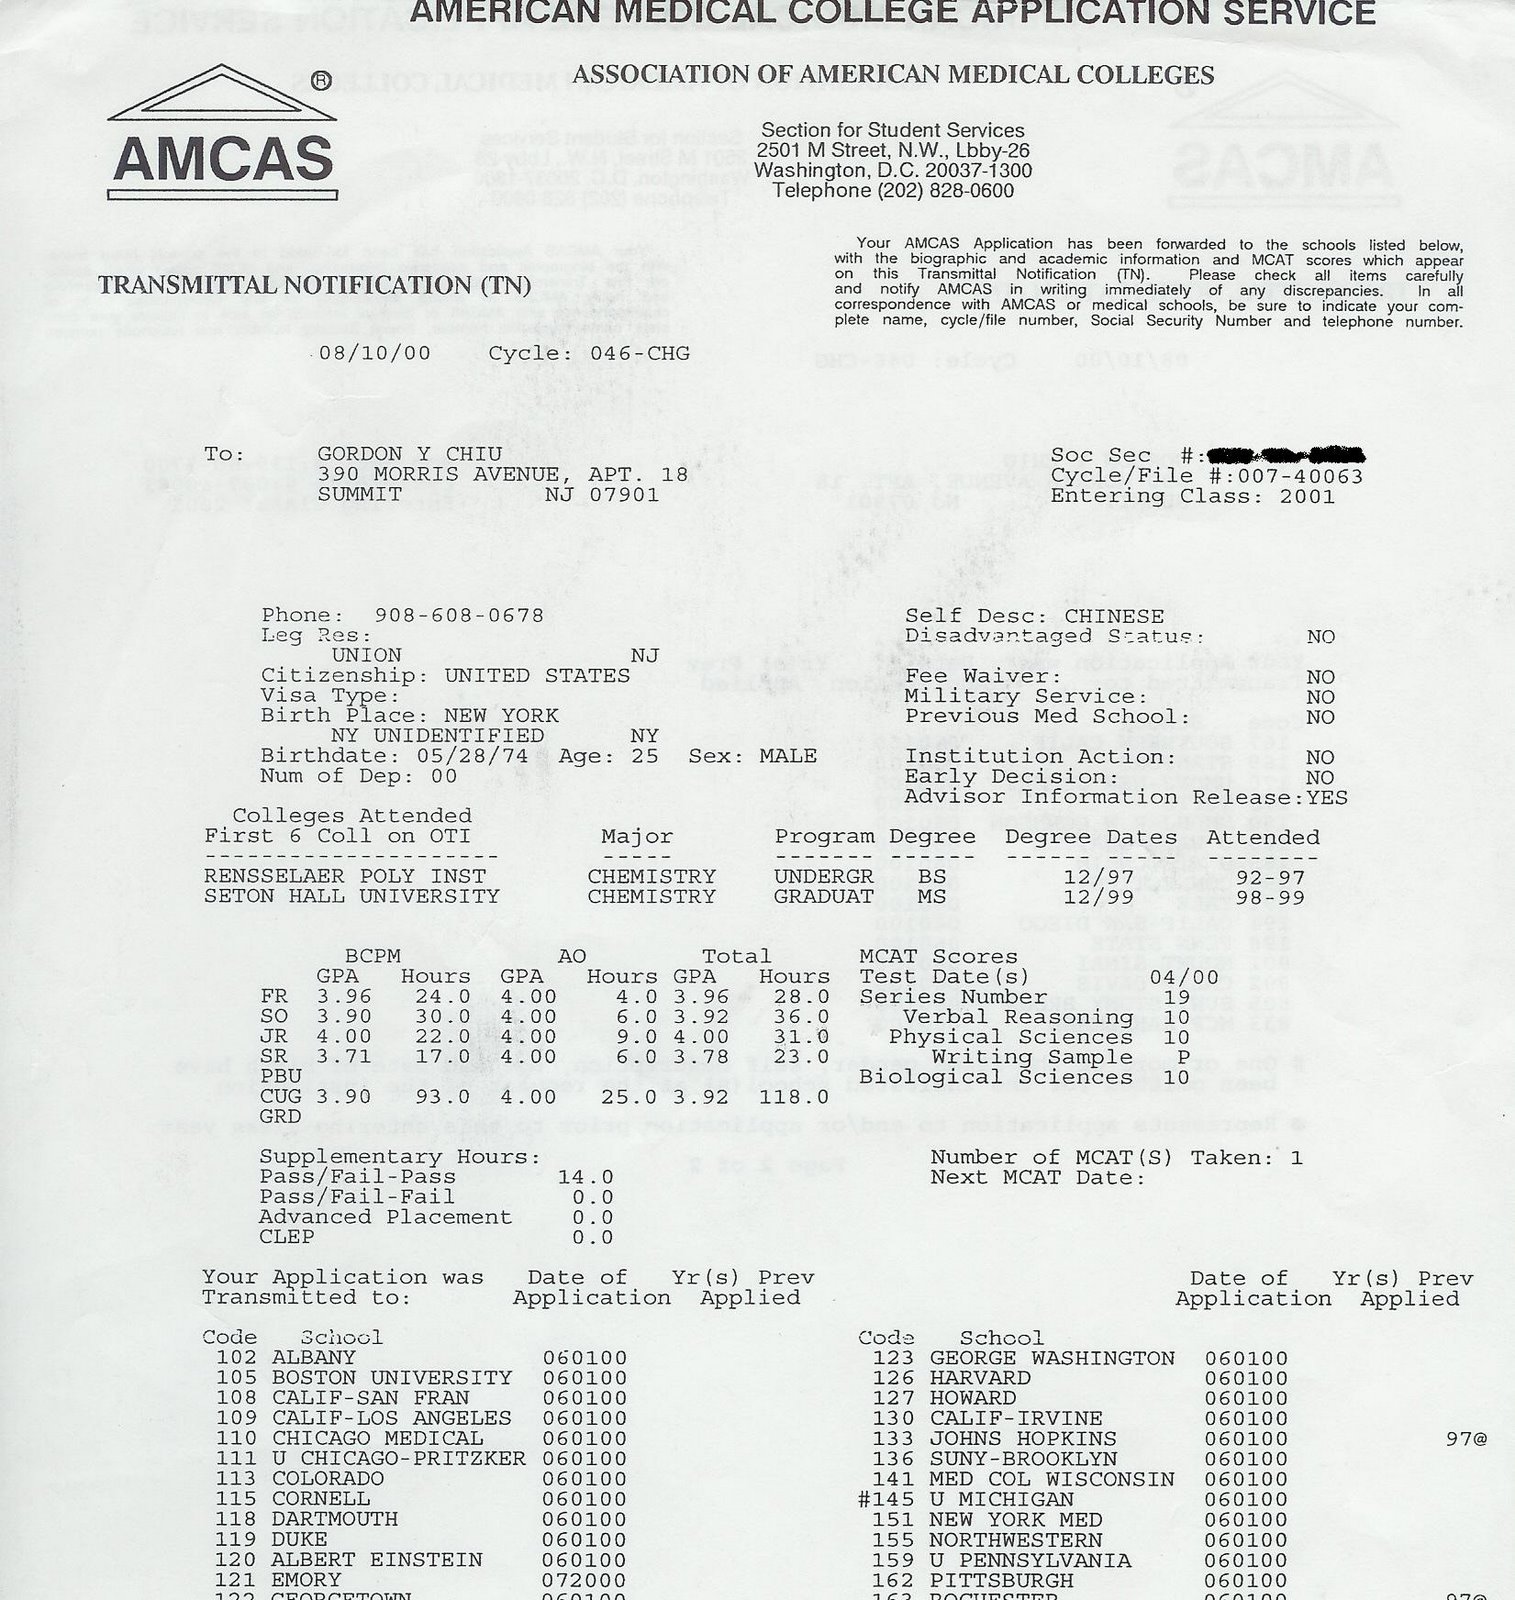 AMERICAN MEDICAL COLLEGE APPLICATION SERVICE
ASSOCIATION OF AMERICAN MEDICAL COLLEGES
®
AMCAS
Section for Student Services
2501 M Street, N.W., Lbby-26
Washington, D.C. 20037-1300
Telephone (202) 828-0600
TRANSMITTAL NOTIFICATION (TN)
Your AMCAS Application has been forwarded to the schools listed below,
with the biographic and academic information and MCAT scores which appear
on this Transmittal Notification (TN). Please check all items carefully
and notify AMCAS in writing immediately of any discrepancies. In all
correspondence with AMCAS or medical schools, be sure to indicate your com-
plete name, cycle/file number, Social Security Number and telephone number.
08/10/00 Cycle: 046-CHG
To: GORDON Y CHIU Soc Sec #:
390 MORRIS AVENUE, APT. 18 Cycle/File #:007-40063
SUMMIT NJ 07901 Entering Class: 2001
Phone: 908-608-0678 Self Desc: CHINESE
Leg Res: Disadvantaged Status: NO
UNION NJ
Citizenship: UNITED STATES Fee Waiver: NO
Visa Type: Military Service: NO
Birth Place: NEW YORK Previous Med School: NO
NY UNIDENTIFIED NY
Birthdate: 05/28/74 Age: 25 Sex: MALE Institution Action: NO
Num of Dep: 00 Early Decision: NO
Advisor Information Release:YES
Colleges Attended
First 6 Coll on OTI Major Program Degree Degree Dates Attended
--------------------- ----- ------- ------ ------ ----- --------
RENSSELAER POLY INST CHEMISTRY UNDERGR BS 12/97 92-97
SETON HALL UNIVERSITY CHEMISTRY GRADUAT MS 12/99 98-99
BCPM AO Total MCAT Scores
GPA Hours GPA Hours GPA Hours Test Date(s) 04/00
FR 3.96 24.0 4.00 4.0 3.96 28.0 Series Number 19
SO 3.90 30.0 4.00 6.0 3.92 36.0 Verbal Reasoning 10
JR 4.00 22.0 4.00 9.0 4.00 31.0 Physical Sciences 10
SR 3.71 17.0 4.00 6.0 3.78 23.0 Writing Sample P
PBU Biological Sciences 10
CUG 3.90 93.0 4.00 25.0 3.92 118.0
GRD
Supplementary Hours: Number of MCAT(S) Taken: 1
Pass/Fail-Pass 14.0 Next MCAT Date:
Pass/Fail-Fail 0.0
Advanced Placement 0.0
CLEP 0.0
Your Application was Date of Yr(s) Prev Date of Yr(s) Prev
Transmitted to: Application Applied Application Applied
Code School Code School
102 ALBANY 060100 123 GEORGE WASHINGTON 060100
105 BOSTON UNIVERSITY 060100 126 HARVARD 060100
108 CALIF-SAN FRAN 060100 127 HOWARD 060100
109 CALIF-LOS ANGELES 060100 130 CALIF-IRVINE 060100
110 CHICAGO MEDICAL 060100 133 JOHNS HOPKINS 060100 97@
111 U CHICAGO-PRITZKER 060100 136 SUNY-BROOKLYN 060100
113 COLORADO 060100 141 MED COL WISCONSIN 060100
115 CORNELL 060100 #145 U MICHIGAN 060100
118 DARTMOUTH 060100 151 NEW YORK MED 060100
119 DUKE 060100 155 NORTHWESTERN 060100
120 ALBERT EINSTEIN 060100 159 U PENNSYLVANIA 060100
121 EMORY 072000 162 PITTSBURGH 060100
122 GEORGETOWN 060100 163 ROCHESTER 060100 97@